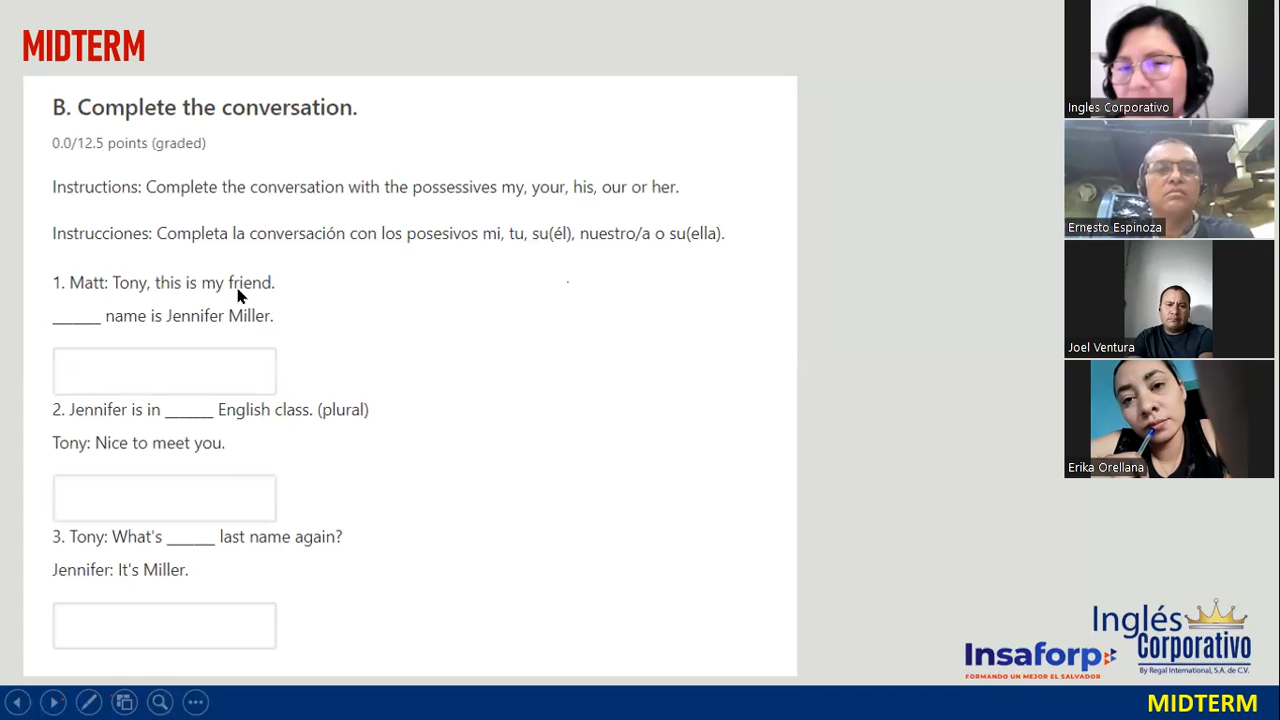 MIDTERM
B. Complete the conversation.
0.0/12.5 points (graded)
Instructions: Complete the conversation with the possessives my, your, his, our or her.
Instrucciones: Completa la conversación con los posesivos mi, tu, su(él), nuestro/a o su(ella).
1. Matt: Tony, this is my friend.
______ name is Jennifer Miller.
2. Jennifer is in ______ English class. (plural)
Tony: Nice to meet you.
3. Tony: What's ______ last name again?
Jennifer: It's Miller.
Ingles Corporativo
Ernesto Espinoza
Joel Ventura
Erika Orellana
Inglés
Corporativo
By Regal International, S.A. de C.V.
Insaforp
FORMANDO UN MEJOR EL SALVADOR
MIDTERM